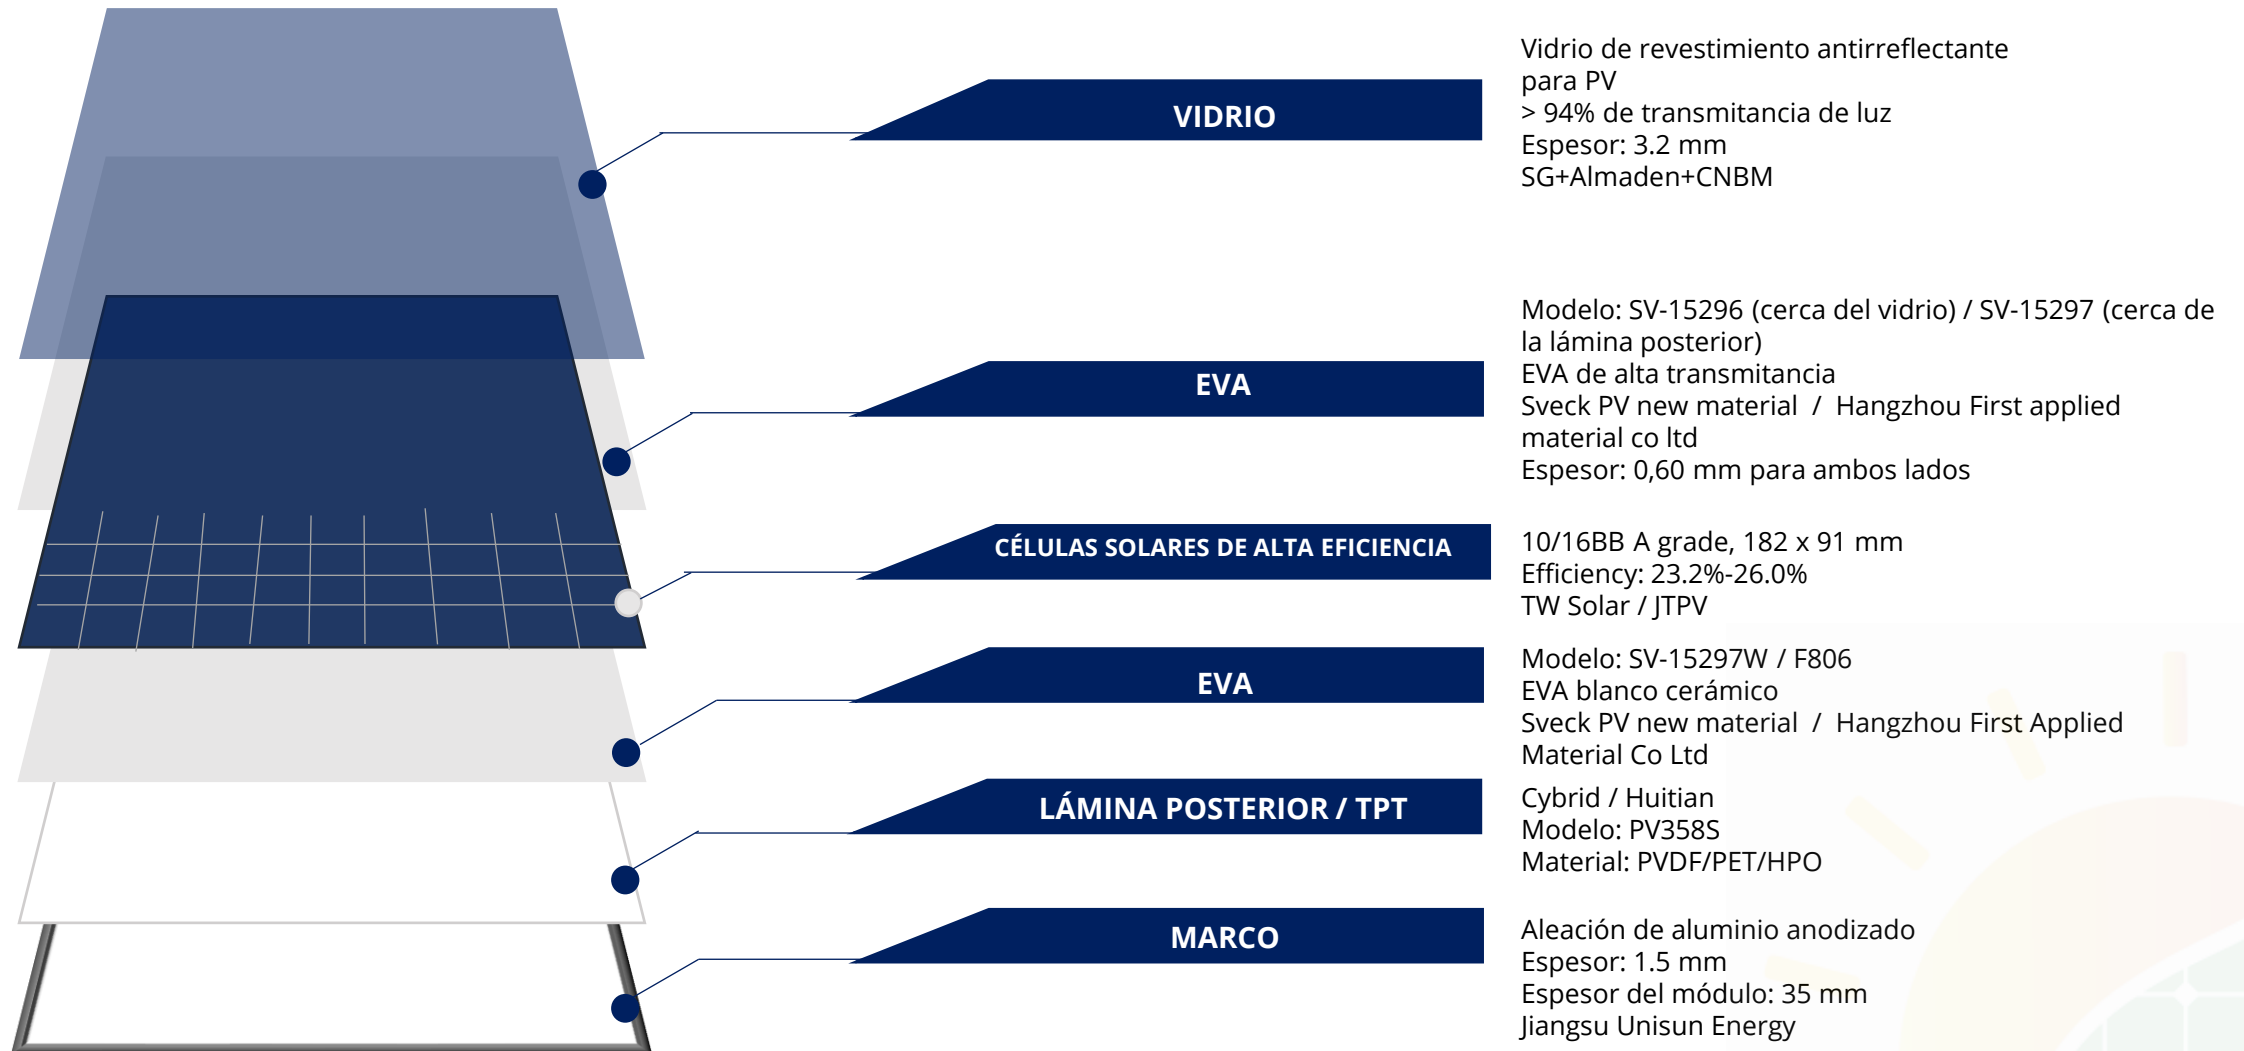 VIDRIO
Vidrio de revestimiento antirreflectante
para PV
> 94% de transmitancia de luz
Espesor: 3.2 mm
SG+Almaden+CNBM
EVA
Modelo: SV-15296 (cerca del vidrio) / SV-15297 (cerca de
la lámina posterior)
EVA de alta transmitancia
Sveck PV new material / Hangzhou First applied
material co ltd
Espesor: 0,60 mm para ambos lados
CÉLULAS SOLARES DE ALTA EFICIENCIA
10/16BB A grade, 182 x 91 mm
Efficiency: 23.2%-26.0%
TW Solar / JTPV
EVA
Modelo: SV-15297W / F806
EVA blanco cerámico
Sveck PV new material / Hangzhou First Applied
Material Co Ltd
LÁMINA POSTERIOR / TPT
Cybrid / Huitian
Modelo: PV358S
Material: PVDF/PET/HPO
MARCO
Aleación de aluminio anodizado
Espesor: 1.5 mm
Espesor del módulo: 35 mm
Jiangsu Unisun Energy